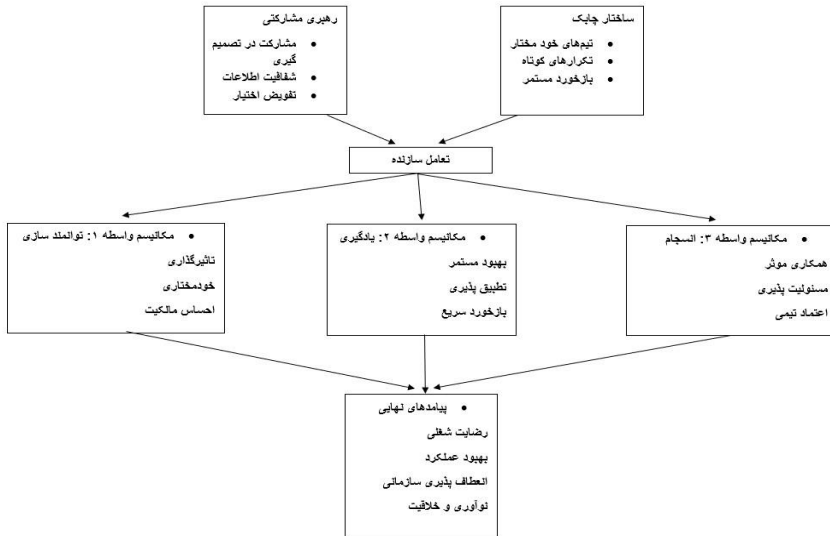 ساختار چابک
• تیم‌های خود مختار
• تکرارهای کوتاه
• بازخورد مستمر
رهبری مشارکتی
• مشارکت در تصمیم
گیری
• شفافیت اطلاعات
• تفویض اختیار
تعامل سازنده
• مکانیسم واسطه ۳: انسجام
همکاری موثر
مسئولیت پذیری
اعتماد تیمی
• مکانیسم واسطه ۲: یادگیری
بهبود مستمر
تطبیق پذیری
بازخورد سریع
• مکانیسم واسطه ۱: توانمند سازی
تاثیرگذاری
خودمختاری
احساس مالکیت
• پیامدهای نهایی
رضایت شغلی
بهبود عملکرد
انعطاف پذیری سازمانی
نوآوری و خلاقیت